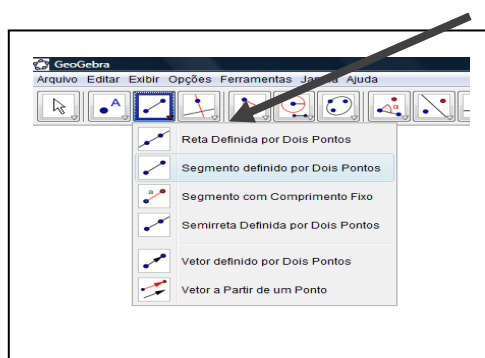 GeoGebra
Arquivo Editar Exibir Opções Ferramentas Janela Ajuda
A
Reta Definida por Dois Pontos
Segmento definido por Dois Pontos
a
Segmento com Comprimento Fixo
Semirreta Definida por Dois Pontos
Vetor definido por Dois Pontos
Vetor a Partir de um Ponto